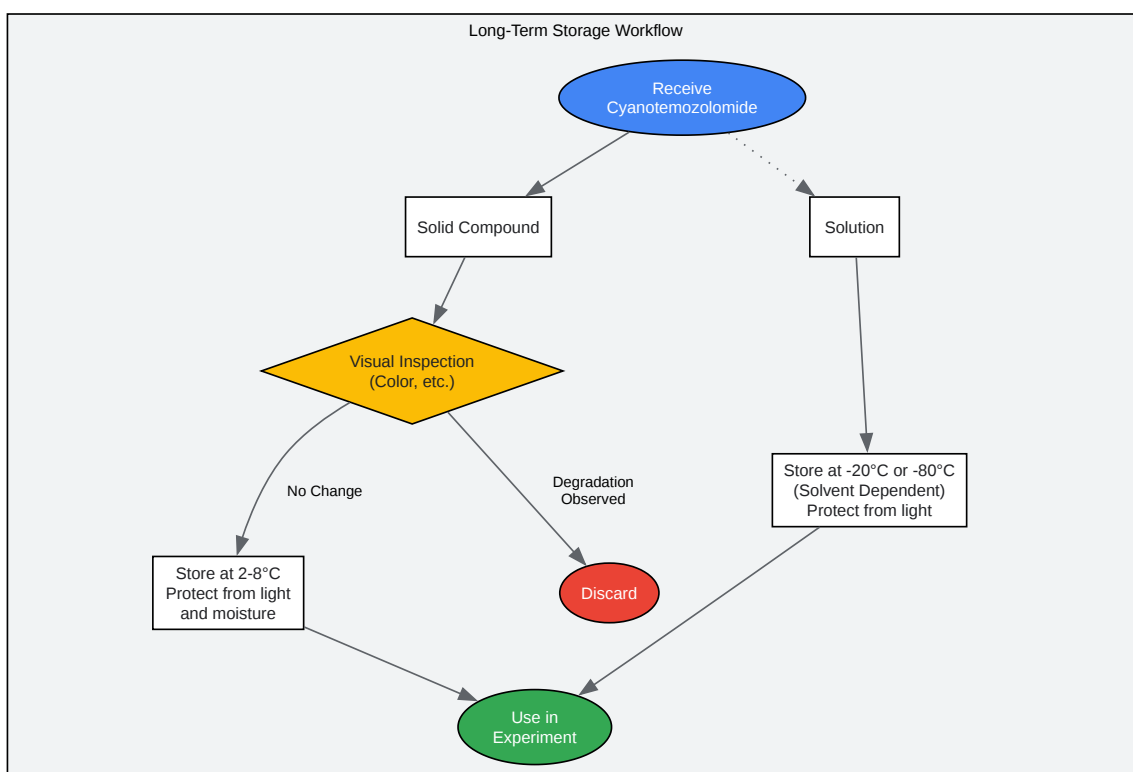 Long-Term Storage Workflow
Receive
Cyanotemozolomide
Solid Compound
Solution
Visual Inspection
(Color, etc.)
No Change
Degradation
Observed
Store at -20°C or -80°C
(Solvent Dependent)
Protect from light
Store at 2-8°C
Protect from light
and moisture
Discard
Use in
Experiment